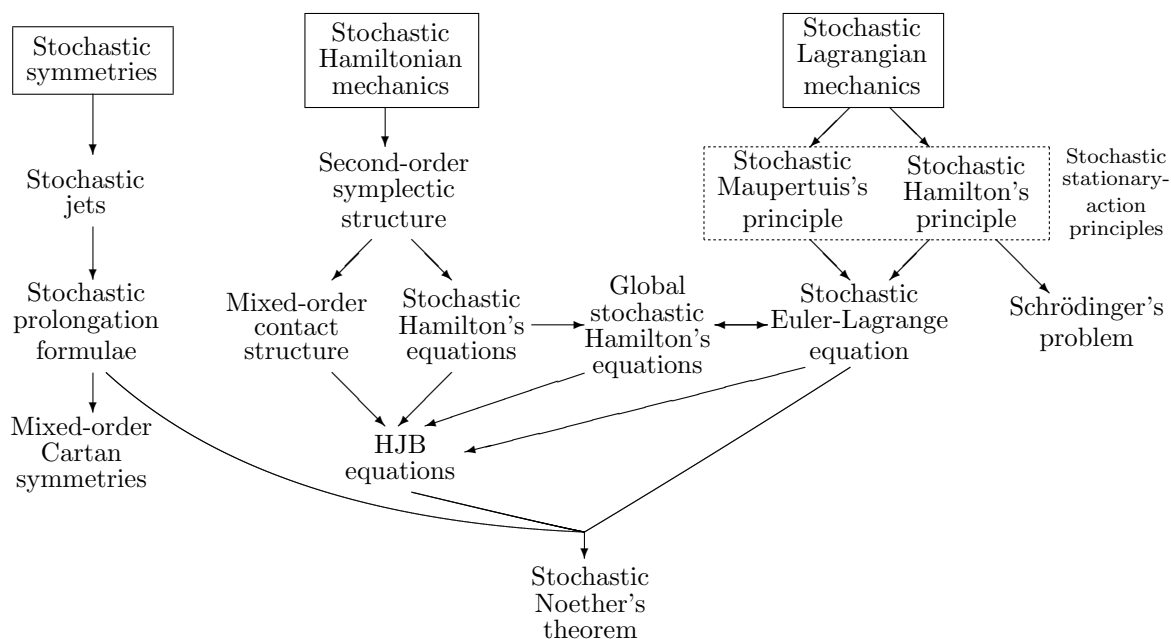 Stochastic
symmetries
Stochastic
Hamiltonian
mechanics
Stochastic
Lagrangian
mechanics
Stochastic
jets
Second-order
symplectic
structure
Stochastic
Maupertuis's
principle
Stochastic
Hamilton's
principle
Stochastic
stationary-
action
principles
Stochastic
prolongation
formulae
Mixed-order
contact
structure
Stochastic
Hamilton's
equations
Global
stochastic
Hamilton's
equations
Stochastic
Euler-Lagrange
equation
Schrödinger's
problem
Mixed-order
Cartan
symmetries
HJB
equations
Stochastic
Noether's
theorem